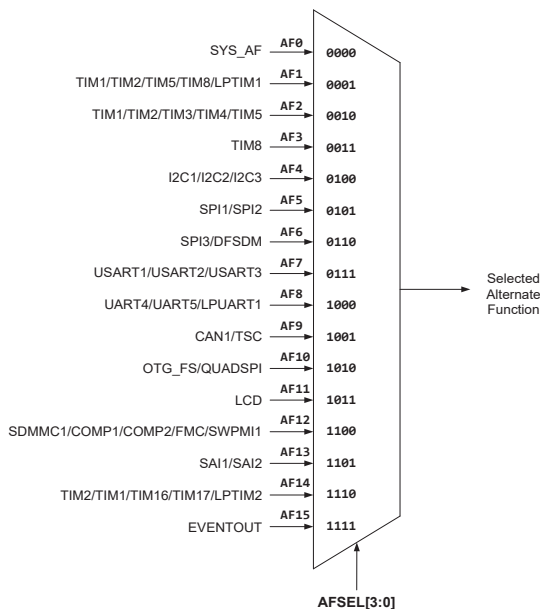 SYS_AF AF0 0000
TIM1/TIM2/TIM5/TIM8/LPTIM1 AF1 0001
TIM1/TIM2/TIM3/TIM4/TIM5 AF2 0010
TIM8 AF3 0011
I2C1/I2C2/I2C3 AF4 0100
SPI1/SPI2 AF5 0101
SPI3/DFSDM AF6 0110
USART1/USART2/USART3 AF7 0111
UART4/UART5/LPUART1 AF8 1000
CAN1/TSC AF9 1001
OTG_FS/QUADSPI AF10 1010
LCD AF11 1011
SDMMC1/COMP1/COMP2/FMC/SWPMI1 AF12 1100
SAI1/SAI2 AF13 1101
TIM2/TIM1/TIM16/TIM17/LPTIM2 AF14 1110
EVENTOUT AF15 1111
Selected
Alternate
Function
AFSEL[3:0]